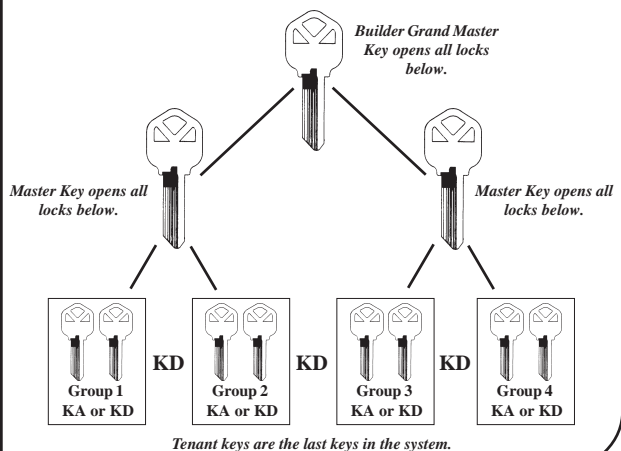 Builder Grand Master
Key opens all locks
below.
Master Key opens all
locks below.
Master Key opens all
locks below.
KD
KD
KD
Group 1
KA or KD
Group 2
KA or KD
Group 3
KA or KD
Group 4
KA or KD
Tenant keys are the last keys in the system.